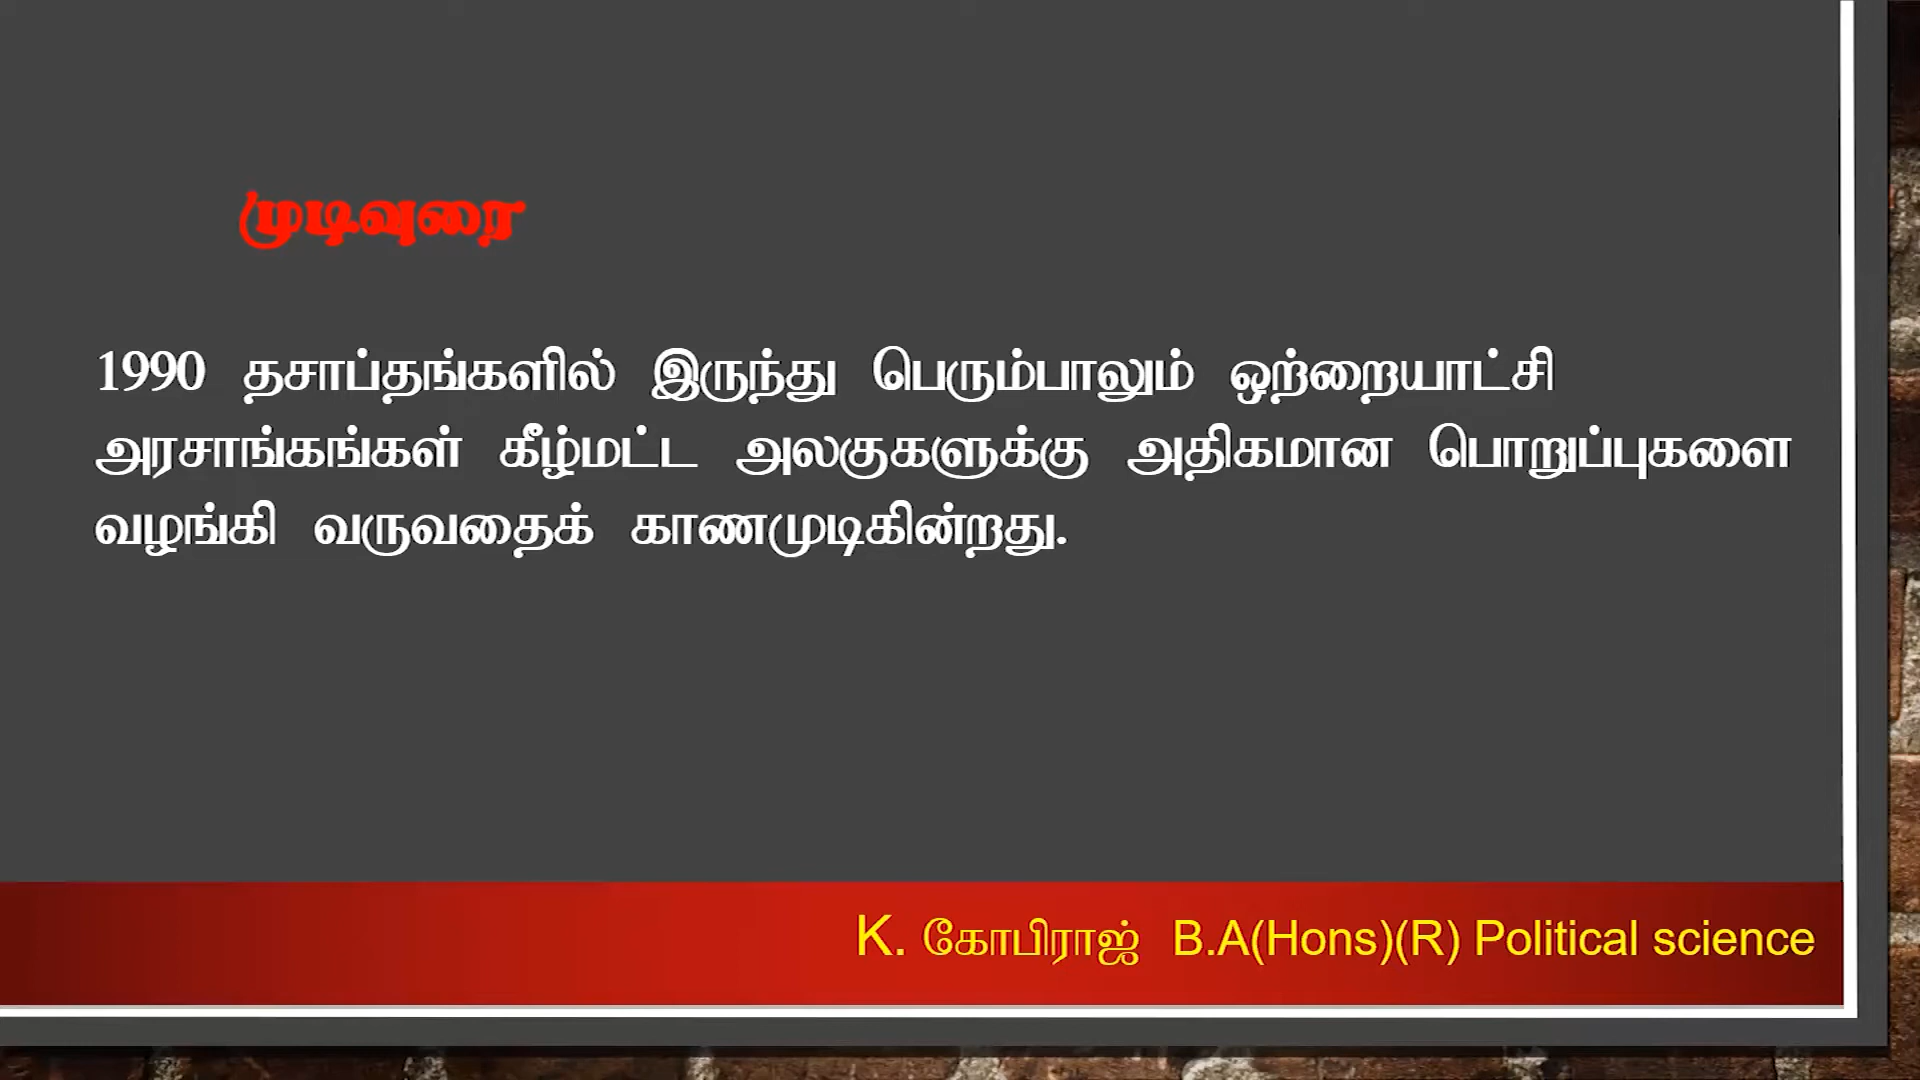 முடிவுரை
1990 தசாப்தங்களில் இருந்து பெரும்பாலும் ஒற்றையாட்சி
அரசாங்கங்கள் கீழ்மட்ட அலகுகளுக்கு அதிகமான பொறுப்புகளை
வழங்கி வருவதைக் காணமுடிகின்றது.
K. கோபிராஜ் B.A(Hons)(R) Political science